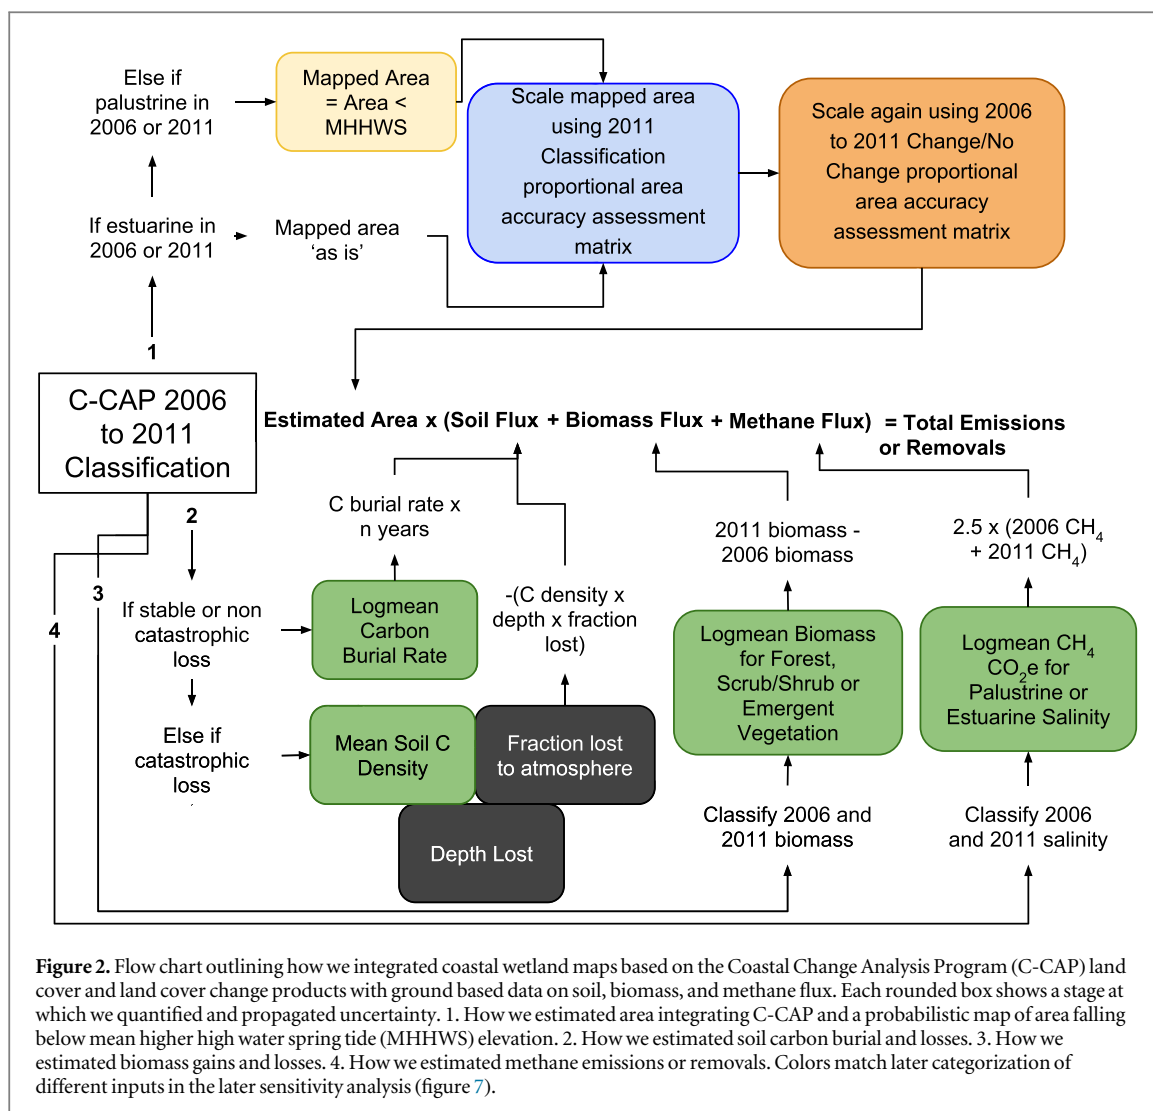 Else if
palustrine in
2006 or 2011
Mapped Area
= Area <
MHHWS
Scale mapped area
using 2011
Classification
proportional area
accuracy assessment
matrix
Scale again using 2006
to 2011 Change/No
Change proportional
area accuracy
assessment matrix
If estuarine in
2006 or 2011
Mapped area
‘as is’
1
C-CAP 2006
to 2011
Classification
Estimated Area x (Soil Flux + Biomass Flux + Methane Flux) = Total Emissions
or Removals
2
3
4
C burial rate x
n years
2011 biomass -
2006 biomass
2.5 x (2006 CH₄
+ 2011 CH₄)
If stable or non
catastrophic
loss
Logmean
Carbon
Burial Rate
-(C density x
depth x fraction
lost)
Logmean Biomass
for Forest,
Scrub/Shrub or
Emergent
Vegetation
Logmean CH₄
CO₂e for
Palustrine or
Estuarine Salinity
Else if
catastrophic
loss
Mean Soil C
Density
Fraction lost
to atmosphere
Depth Lost
Classify 2006 and
2011 biomass
Classify 2006
and 2011 salinity
Figure 2. Flow chart outlining how we integrated coastal wetland maps based on the Coastal Change Analysis Program (C-CAP) land
cover and land cover change products with ground based data on soil, biomass, and methane flux. Each rounded box shows a stage at
which we quantified and propagated uncertainty. 1. How we estimated area integrating C-CAP and a probabilistic map of area falling
below mean higher high water spring tide (MHHWS) elevation. 2. How we estimated soil carbon burial and losses. 3. How we
estimated biomass gains and losses. 4. How we estimated methane emissions or removals. Colors match later categorization of
different inputs in the later sensitivity analysis (figure 7).